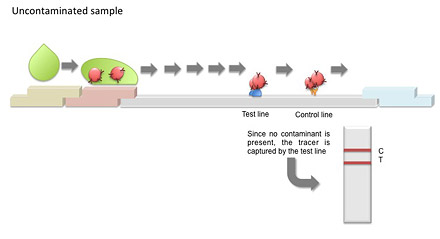 Uncontaminated sample
Test line
Control line
Since no contaminant is
present, the tracer is
captured by the test line
C
T